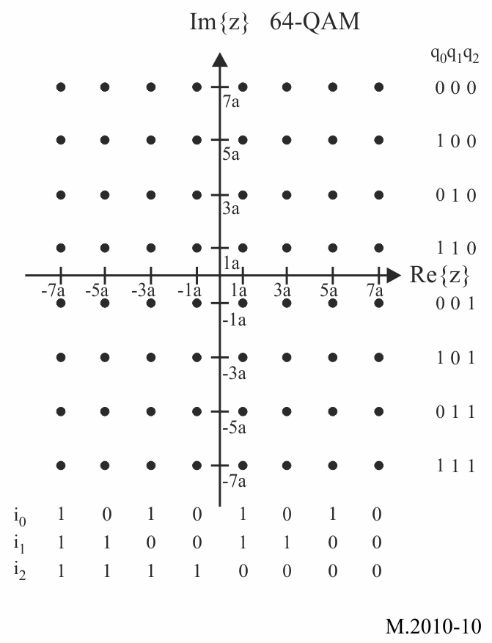 Im{z} 64-QAM
q0q1q2
0 0 0
7a
1 0 0
5a
0 1 0
3a
1 1 0
1a
Re{z}
-7a -5a -3a -1a 1a 3a 5a 7a
0 0 1
-1a
1 0 1
-3a
0 1 1
-5a
1 1 1
-7a
i0 1 0 1 0 1 0 1 0
i1 1 1 0 0 1 1 0 0
i2 1 1 1 1 0 0 0 0
M.2010-10